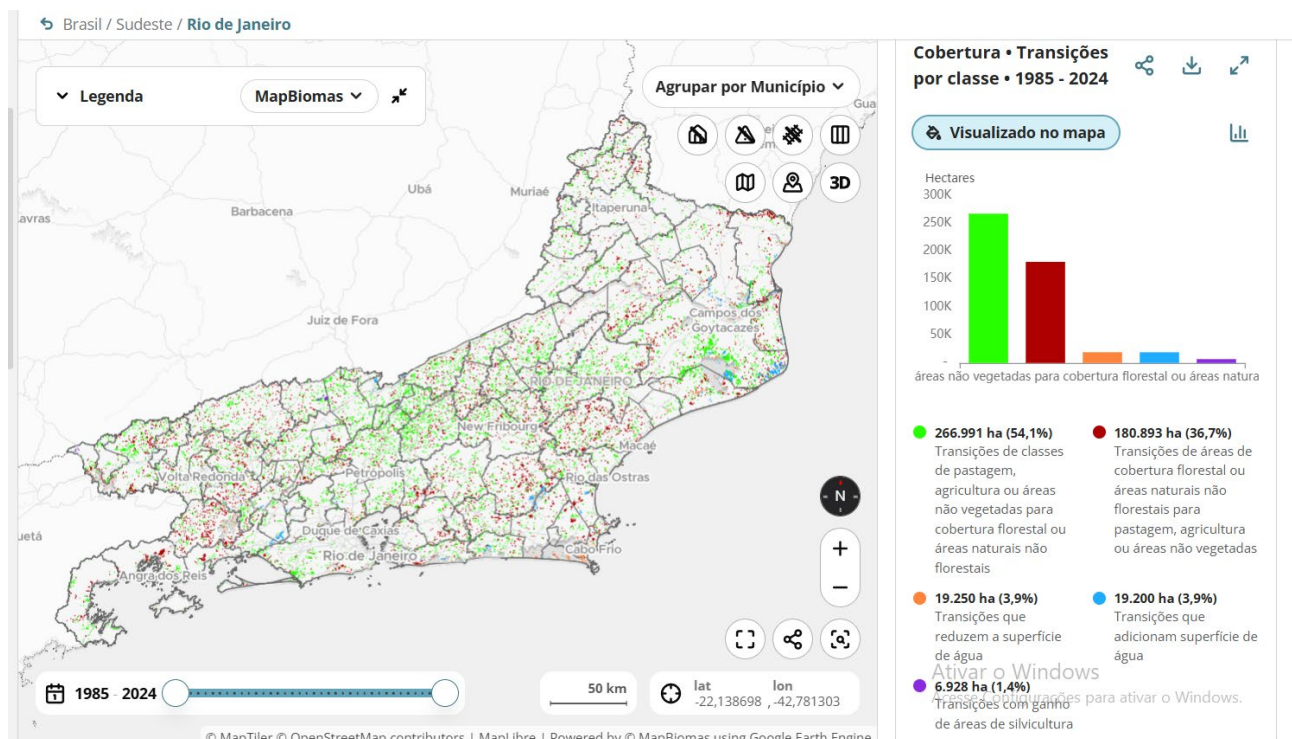 Brasil / Sudeste / Rio de Janeiro
Legenda
MapBiomas
Agrupar por Município
3D
Ubá
Muriaé
Itaperuna
avras
Barbacena
Juiz de Fora
Campos dos
Goytacazes
RIO DE JANEIRO
New Fribourg
Macaé
Volta Redonda
Petrópolis
Rio das Ostras
uetá
Duque de Caxias
Rio de Janeiro
Cabo Frio
Angra dos Reis
N
+
−
1985 - 2024
50 km
lat lon
-22,138698 , -42,781303
© MapTiler © OpenStreetMap contributors | MapLibre | Powered by © MapBiomas using Google Earth Engine
Cobertura • Transições
por classe • 1985 - 2024
Visualizado no mapa
Hectares
300K
250K
200K
150K
100K
50K
-
áreas não vegetadas para cobertura florestal ou áreas natura
266.991 ha (54,1%)
Transições de classes
de pastagem,
agricultura ou áreas
não vegetadas para
cobertura florestal ou
áreas naturais não
florestais
180.893 ha (36,7%)
Transições de áreas de
cobertura florestal ou
áreas naturais não
florestais para
pastagem, agricultura
ou áreas não vegetadas
19.250 ha (3,9%)
Transições que
reduzem a superfície
de água
19.200 ha (3,9%)
Transições que
adicionam superfície de
água
6.928 ha (1,4%)
Transições com ganho
de áreas de silvicultura
Ativar o Windows
Acesse Configurações para ativar o Windows.